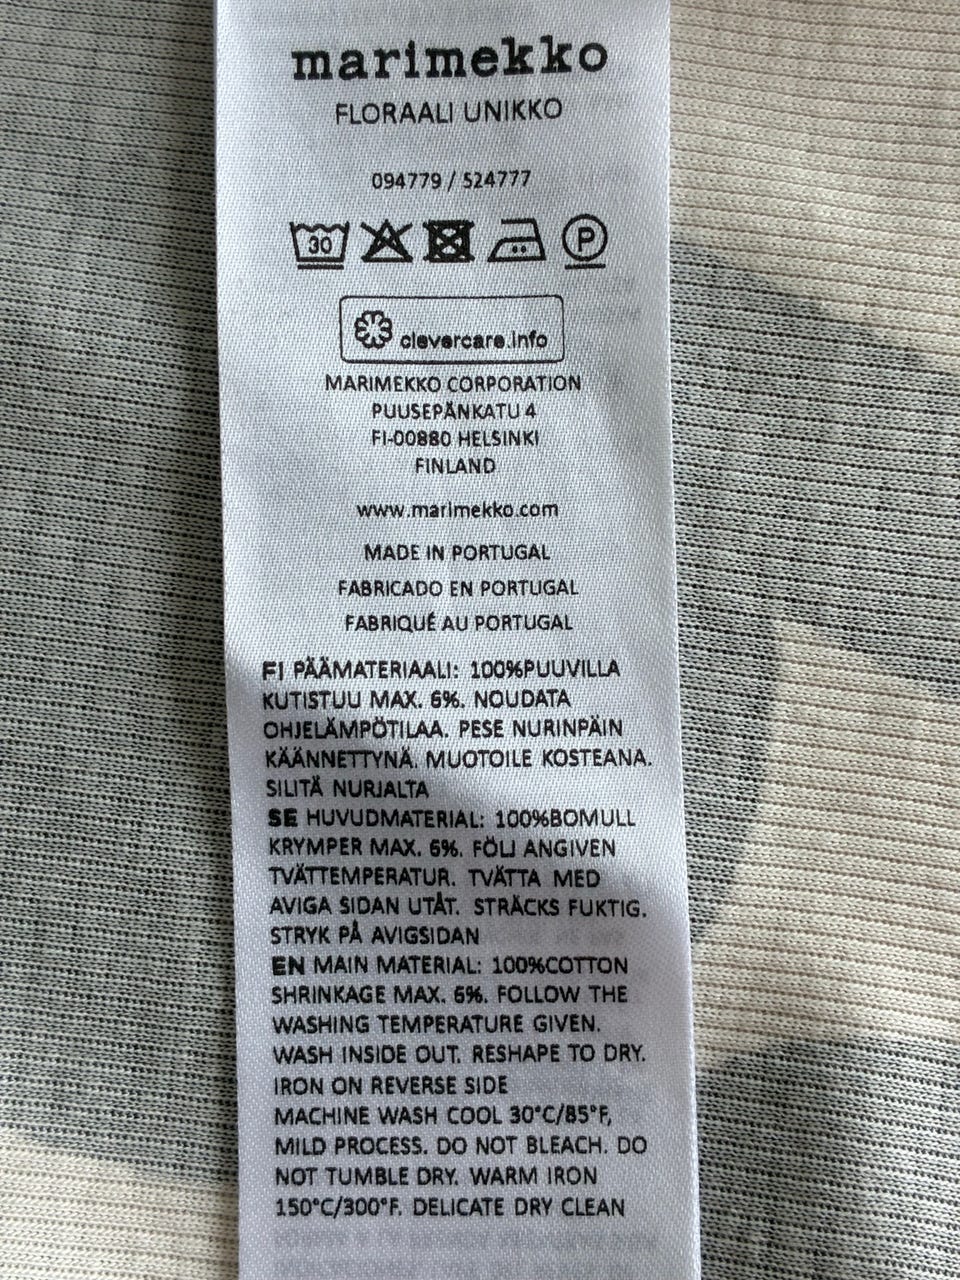 marimekko
FLORAALI UNIKKO
094779 / 524777
30 P
clevercare.info
MARIMEKKO CORPORATION
PUUSEPÄNKATU 4
FI-00880 HELSINKI
FINLAND
www.marimekko.com
MADE IN PORTUGAL
FABRICADO EN PORTUGAL
FABRIQUÉ AU PORTUGAL
FI PÄÄMATERIAALI: 100%PUUVILLA
KUTISTUU MAX. 6%. NOUDATA
OHJELÄMPÖTILAA. PESE NURINPÄIN
KÄÄNNETTYNÄ. MUOTOILE KOSTEANA.
SILITÄ NURJALTA
SE HUVUDMATERIAL: 100%BOMULL
KRYMPER MAX. 6%. FÖLJ ANGIVEN
TVÄTTEMPERATUR. TVÄTTA MED
AVIGA SIDAN UTÅT. STRÄCKS FUKTIG.
STRYK PÅ AVIGSIDAN
EN MAIN MATERIAL: 100%COTTON
SHRINKAGE MAX. 6%. FOLLOW THE
WASHING TEMPERATURE GIVEN.
WASH INSIDE OUT. RESHAPE TO DRY.
IRON ON REVERSE SIDE
MACHINE WASH COOL 30°C/85°F,
MILD PROCESS. DO NOT BLEACH. DO
NOT TUMBLE DRY. WARM IRON
150°C/300°F. DELICATE DRY CLEAN